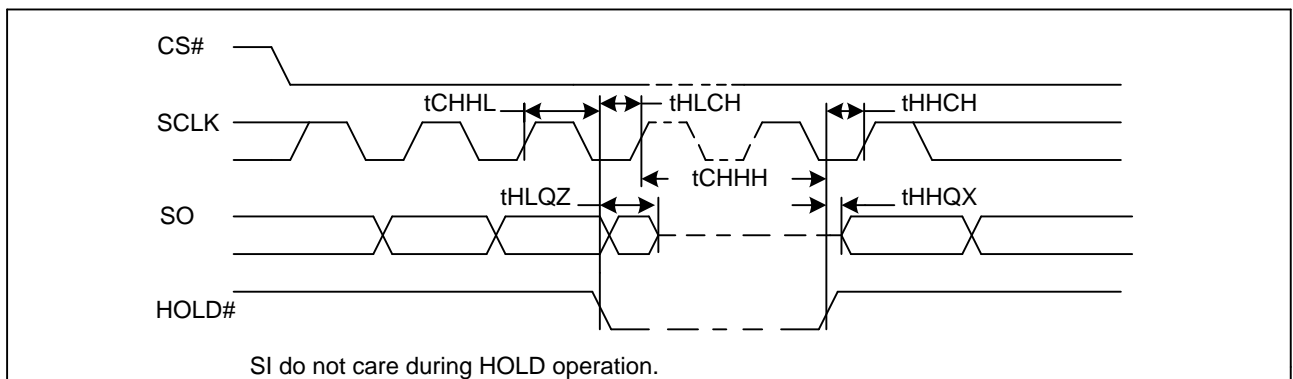 CS#
tCHHL
tHLCH
tHHCH
SCLK
tCHHH
tHLQZ
tHHQX
SO
HOLD#
SI do not care during HOLD operation.